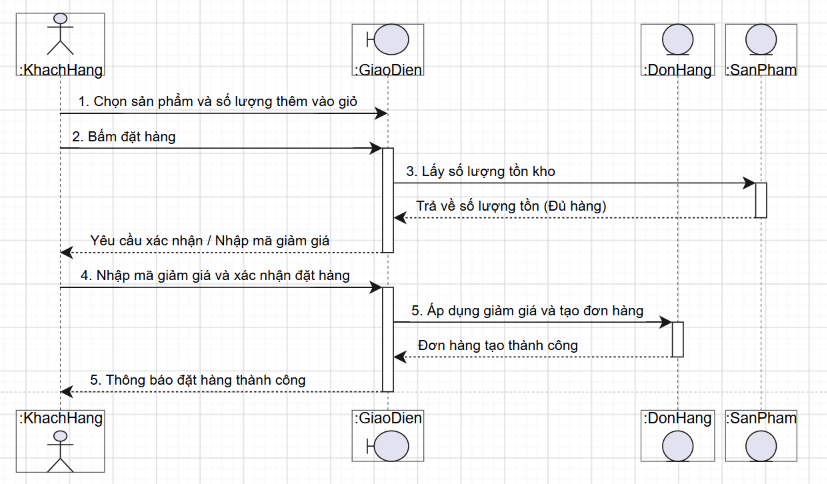 :KhachHang
:GiaoDien
:DonHang
:SanPham
1. Chọn sản phẩm và số lượng thêm vào giỏ
2. Bấm đặt hàng
3. Lấy số lượng tồn kho
Trả về số lượng tồn (Đủ hàng)
Yêu cầu xác nhận / Nhập mã giảm giá
4. Nhập mã giảm giá và xác nhận đặt hàng
5. Áp dụng giảm giá và tạo đơn hàng
Đơn hàng tạo thành công
5. Thông báo đặt hàng thành công
:KhachHang
:GiaoDien
:DonHang
:SanPham